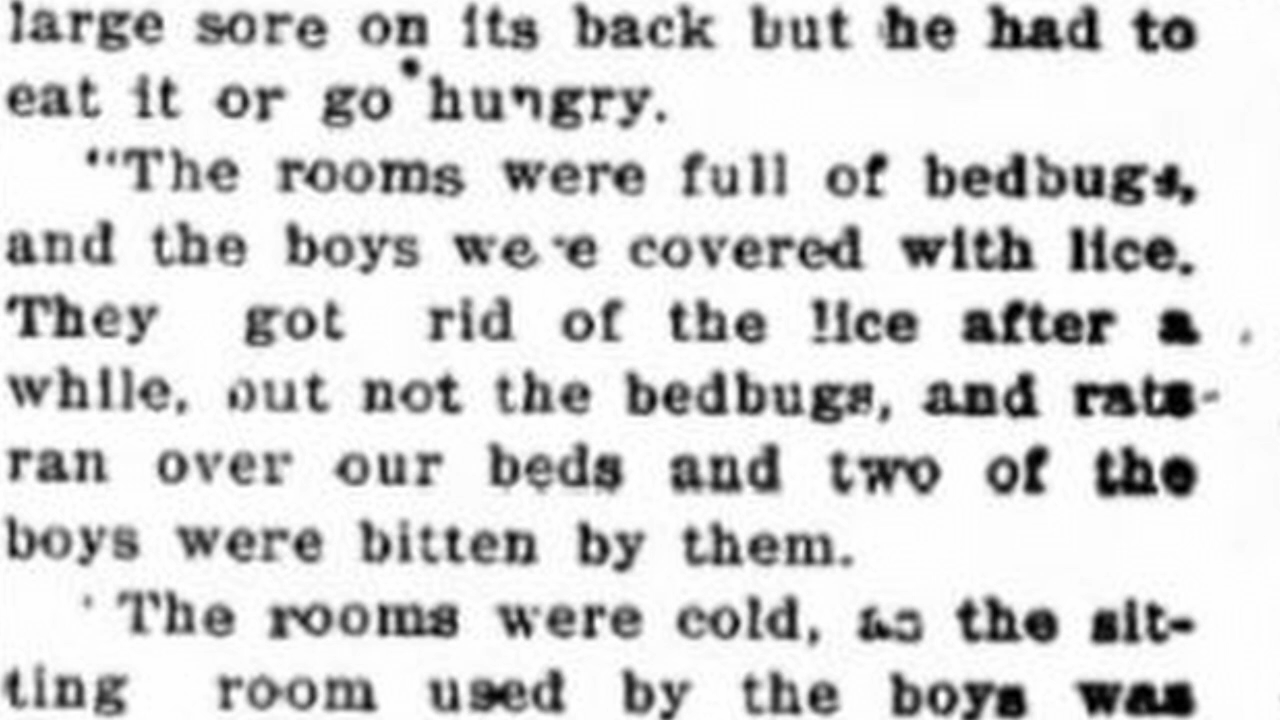 large sore on its back but he had to
eat it or go hungry.
"The rooms were full of bedbugs,
and the boys were covered with lice.
They got rid of the lice after a
while, but not the bedbugs, and rats
ran over our beds and two of the
boys were bitten by them.
"The rooms were cold, as the sit-
ting room used by the boys was